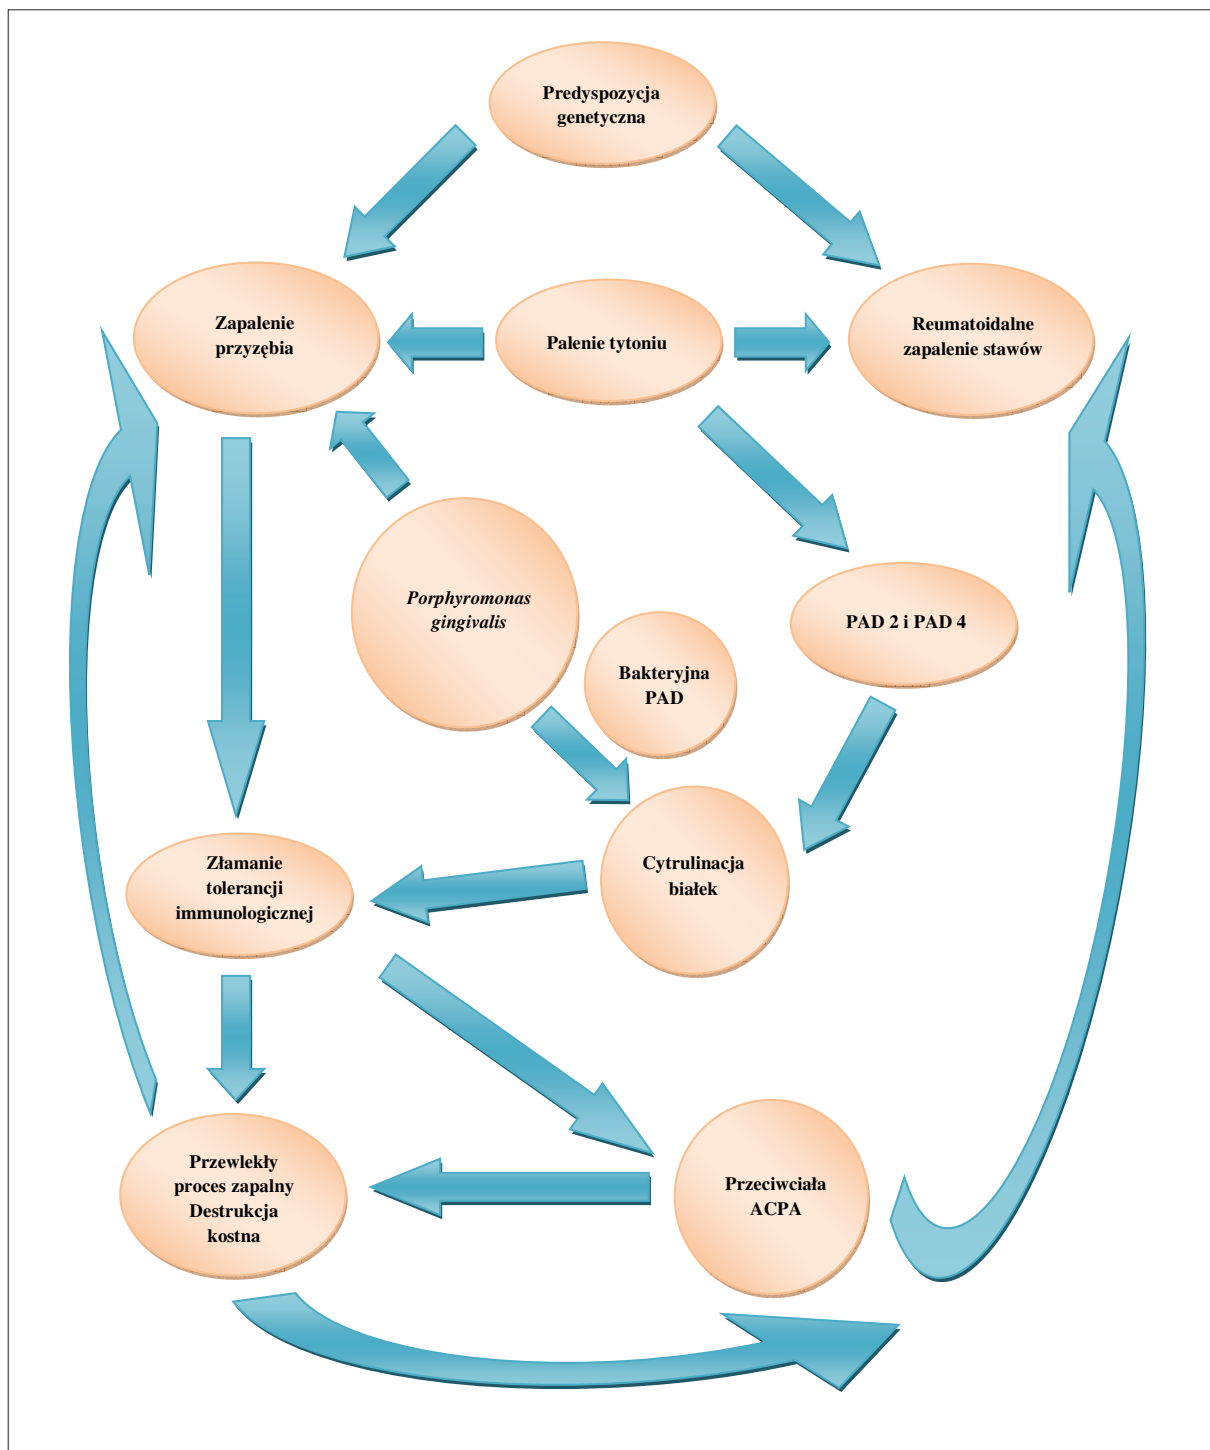 Predyspozycja
genetyczna
Zapalenie
przyzębia
Palenie tytoniu
Reumatoidalne
zapalenie stawów
Porphyromonas
gingivalis
Bakteryjna
PAD
PAD 2 i PAD 4
Złamanie
tolerancji
immunologicznej
Cytrulinacja
białek
Przewlekły
proces zapalny
Destrukcja
kostna
Przeciwciała
ACPA